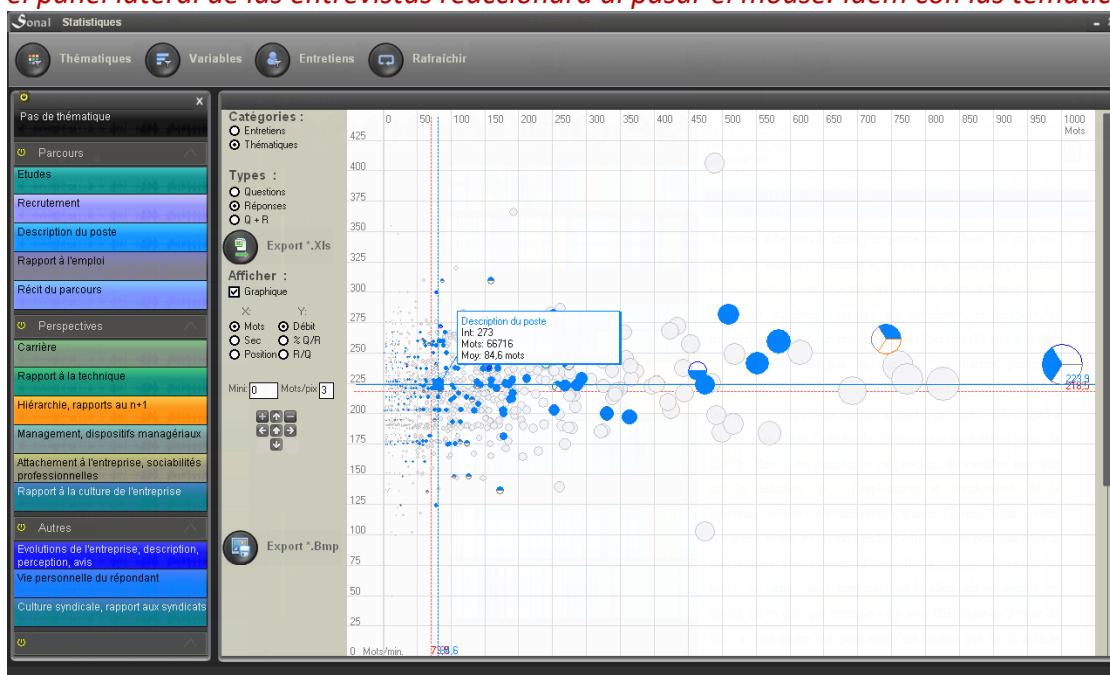 el panel lateral de las entrevistas reaccionará al pasar el mouse. Idem con las temátic
Sonal Statistiques
Thématiques Variables Entretiens Rafraichir
x
Pas de thématique
Parcours
Etudes
Recrutement
Description du poste
Rapport à l'emploi
Récit du parcours
Perspectives
Carrière
Rapport à la technique
Hiérarchie, rapports au n+1
Management, dispositifs managériaux
Attachement à l'entreprise, sociabilités
professionnelles
Rapport à la culture de l'entreprise
Autres
Evolutions de l'entreprise, description,
perception, avis
Vie personnelle du répondant
Culture syndicale, rapport aux syndicats
Catégories :
Entretiens
Thématiques
Types :
Questions
Réponses
Q + R
Export *.Xls
Afficher :
Graphique
X: Y:
Mots Débit
Sec % Q/R
Position R/Q
Mini: 0 Mots/pix 3
Export *.Bmp
0 50 100 150 200 250 300 350 400 450 500 550 600 650 700 750 800 850 900 950 1000
Mots
425
400
375
350
325
300
275
250
225
200
175
150
125
100
75
50
25
0 Mots/min.
Description du poste
Int: 273
Mots: 66716
Moy: 84,6 mots
223,9
218,5